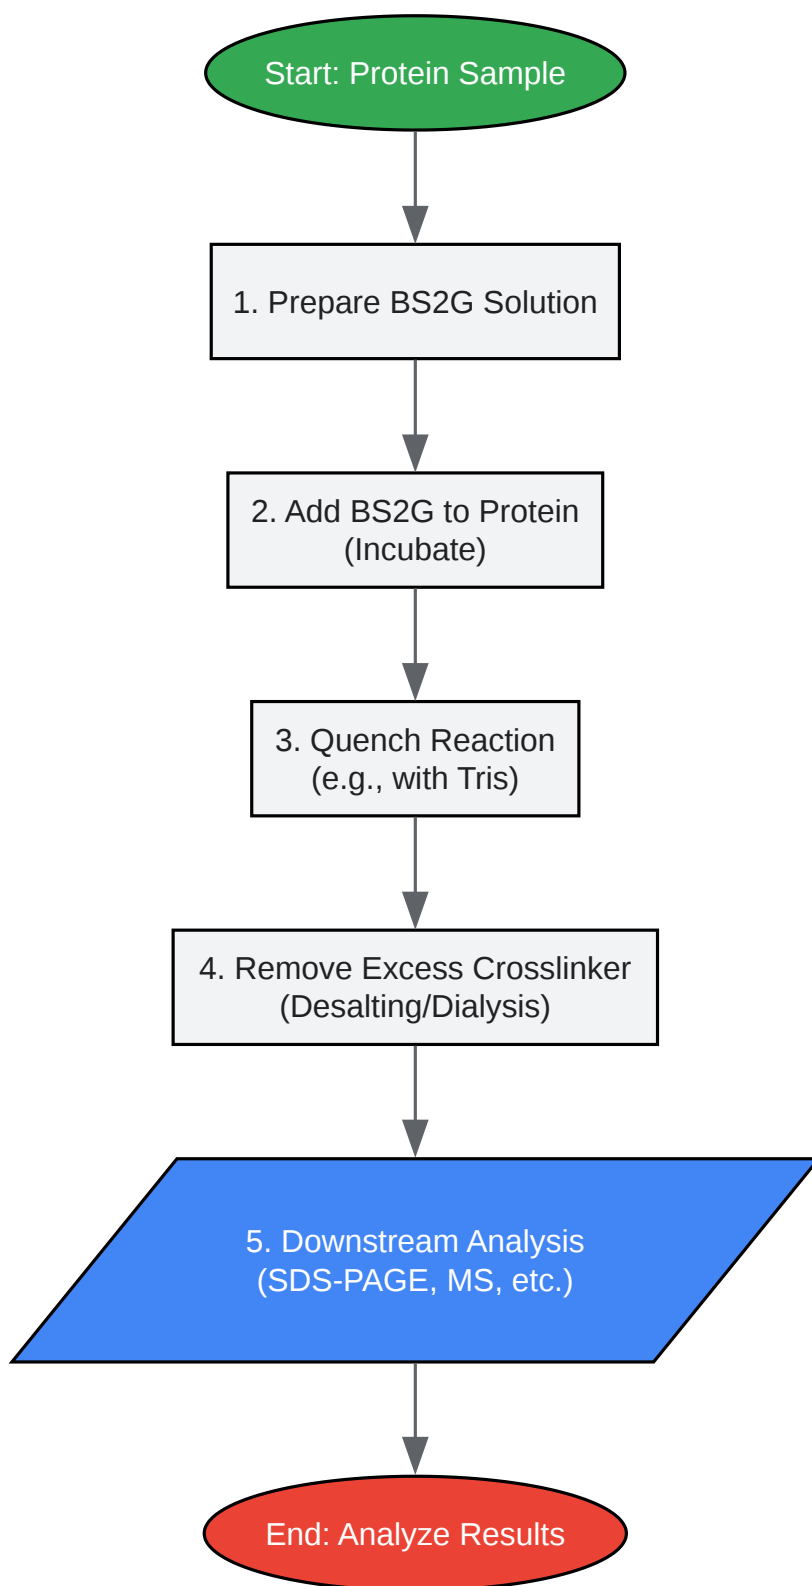 Start: Protein Sample
1. Prepare BS2G Solution
2. Add BS2G to Protein
(Incubate)
3. Quench Reaction
(e.g., with Tris)
4. Remove Excess Crosslinker
(Desalting/Dialysis)
5. Downstream Analysis
(SDS-PAGE, MS, etc.)
End: Analyze Results